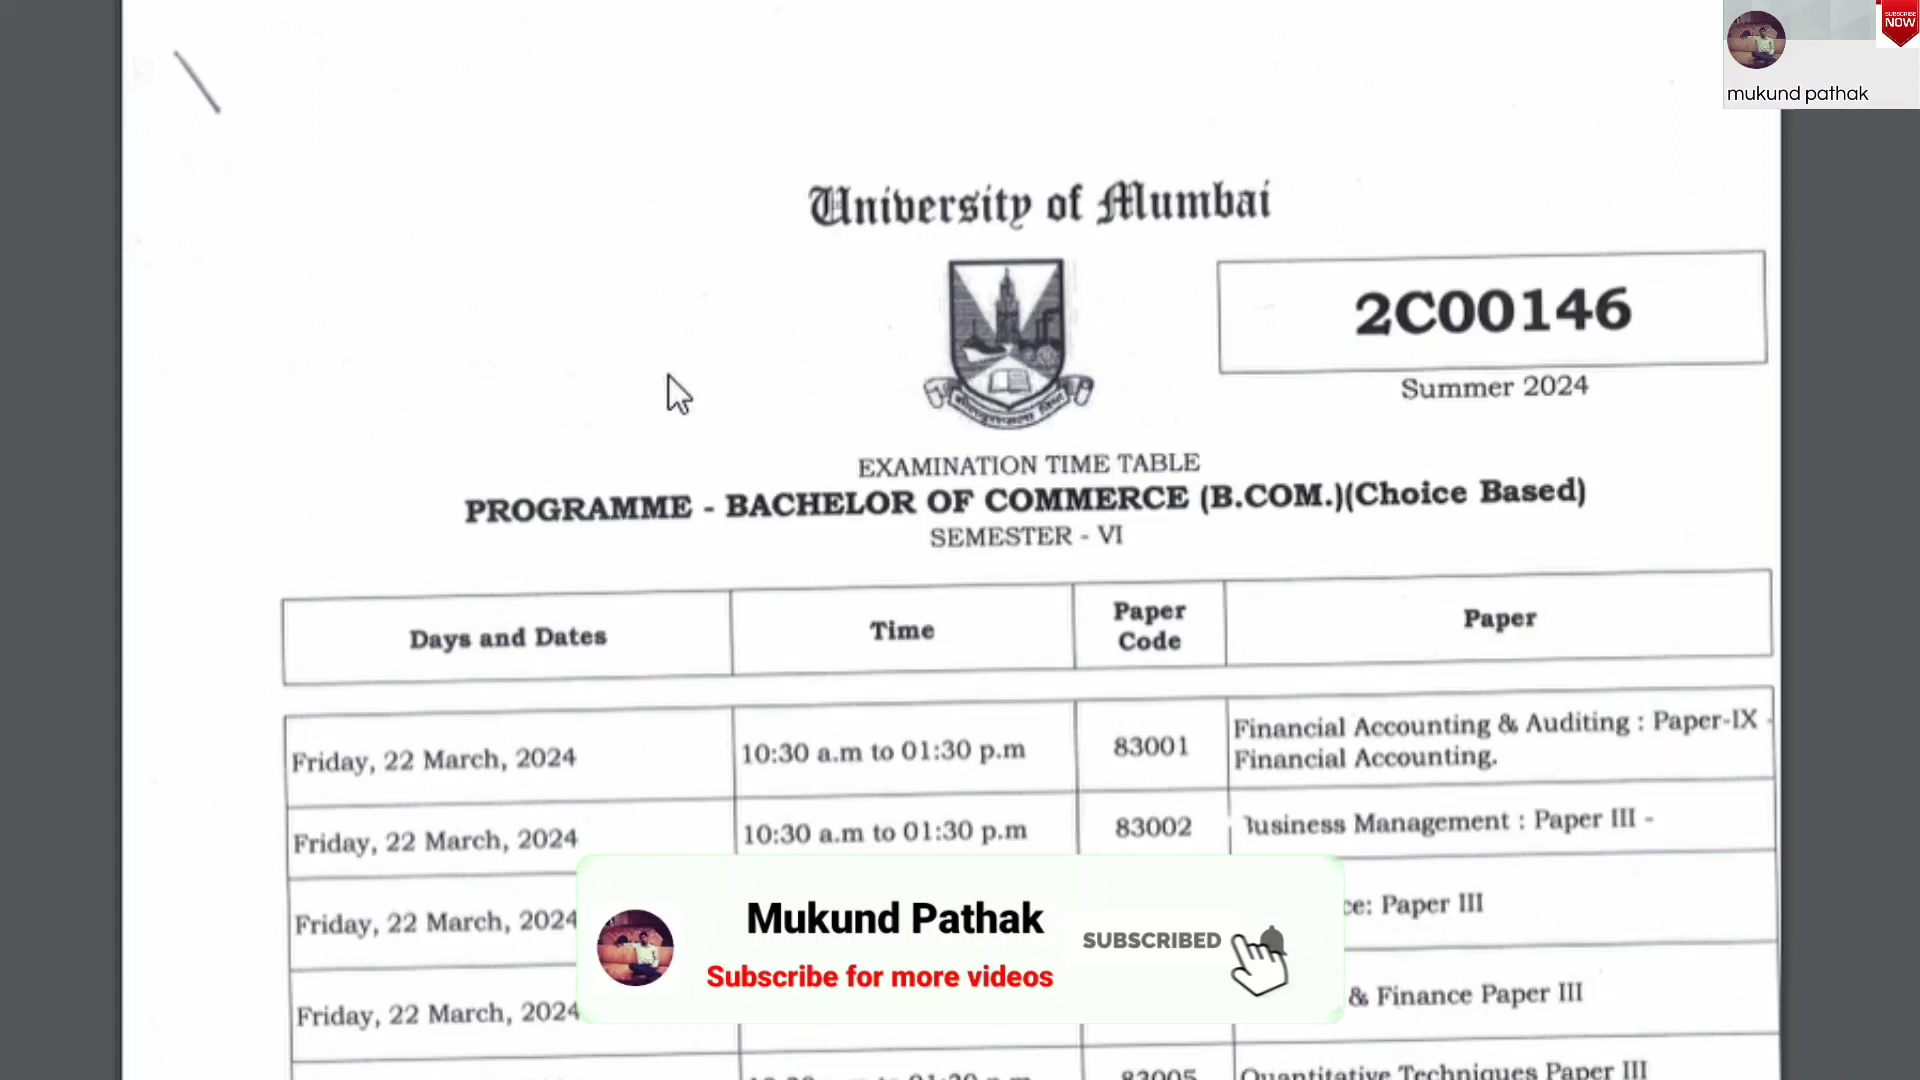 SUBSCRIBE
NOW
mukund pathak
University of Mumbai
2C00146
Summer 2024
EXAMINATION TIME TABLE
PROGRAMME - BACHELOR OF COMMERCE (B.COM.)(Choice Based)
SEMESTER - VI
Days and Dates Time Paper Code Paper
Friday, 22 March, 2024 10:30 a.m to 01:30 p.m 83001 Financial Accounting & Auditing : Paper-IX -
Financial Accounting.
Friday, 22 March, 2024 10:30 a.m to 01:30 p.m 83002 Business Management : Paper III -
Friday, 22 March, 2024 : Paper III
Friday, 22 March, 2024 & Finance Paper III
83005 Quantitative Techniques Paper III
Mukund Pathak
Subscribe for more videos
SUBSCRIBED